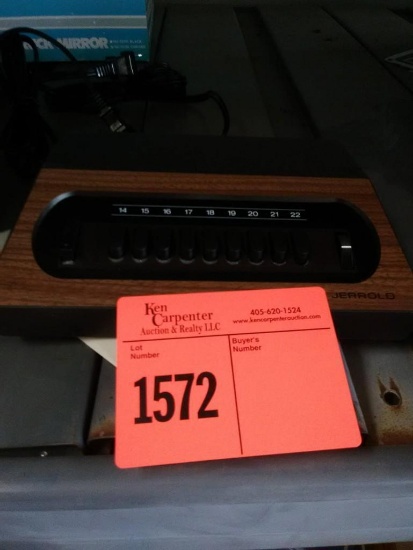 MIRROR
14 15 16 17 18 19 20 21 22
JERROLD
Ken Carpenter
Auction & Realty LLC
405-620-1524
www.kencarpenterauction.com
Lot Number
1572
Buyer's Number